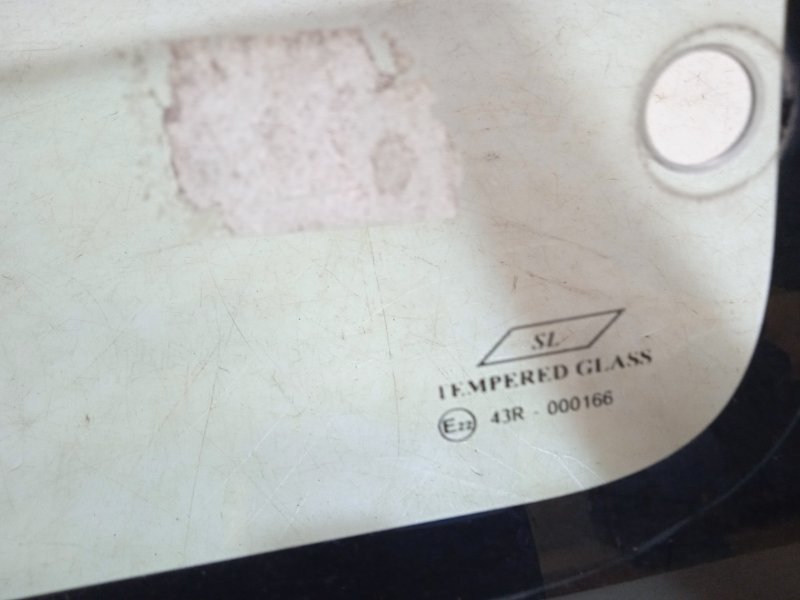 SL
TEMPERED GLASS
E22 43R - 000166